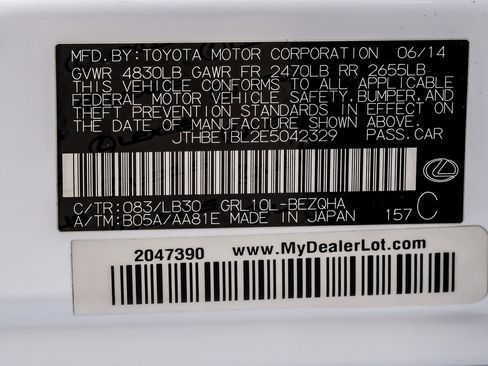 MFD. BY: TOYOTA MOTOR CORPORATION 06/14
GVWR 4830LB GAWR FR 2470LB RR 2655LB
THIS VEHICLE CONFORMS TO ALL APPLICABLE
FEDERAL MOTOR VEHICLE SAFETY, BUMPER, AND
THEFT PREVENTION STANDARDS IN EFFECT ON
THE DATE OF MANUFACTURE SHOWN ABOVE.
JTHBE1BL2E5042329 PASS. CAR
C/TR: 083/LB30 GRL10L-BEZQHA
A/TM: B05A/AA81E MADE IN JAPAN 157 C
2047390 www.MyDealerLot.com